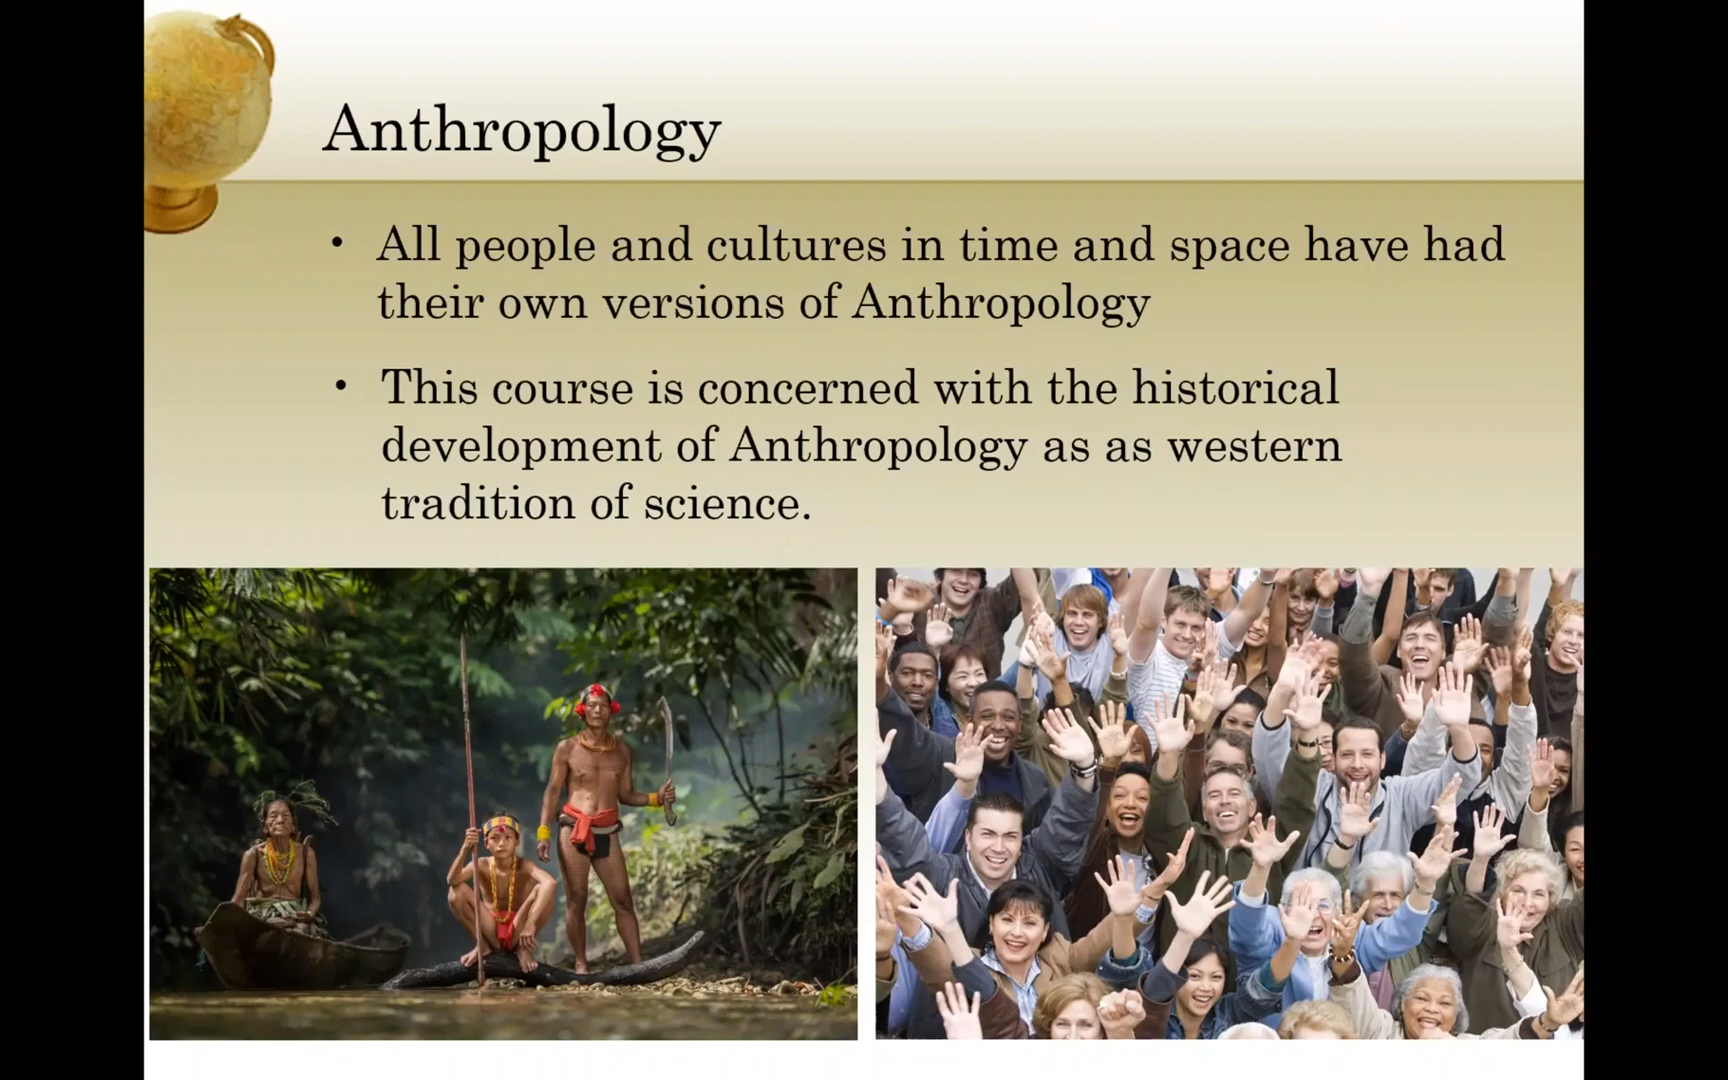 Anthropology
• All people and cultures in time and space have had
their own versions of Anthropology
• This course is concerned with the historical
development of Anthropology as as western
tradition of science.